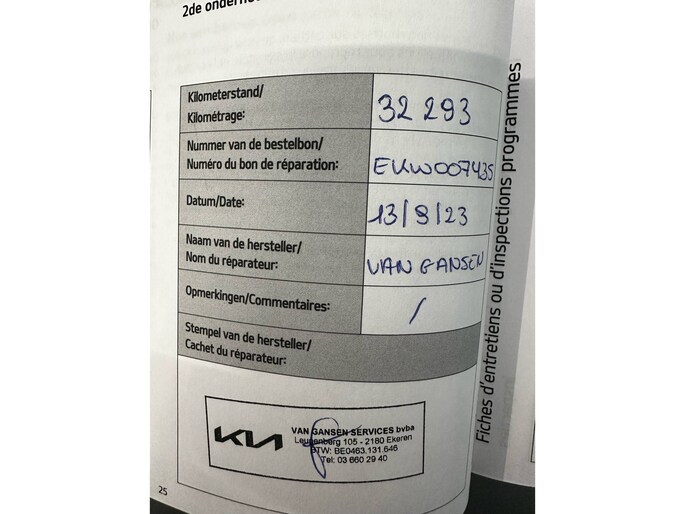 2de onderhou
Kilometerstand/
Kilométrage:
32 293
Nummer van de bestelbon/
Numéro du bon de réparation:
EKW007435
Datum/Date:
13/8/23
Naam van de hersteller/
Nom du réparateur:
VAN GANSEN
Opmerkingen/Commentaires:
/
Stempel van de hersteller/
Cachet du réparateur:
KIA
VAN GANSEN SERVICES bvba
Leugenberg 105 - 2180 Ekeren
BTW: BE0463.131.646
Tel: 03 660 29 40
25
Fiches d'entretiens ou d'inspections programmes